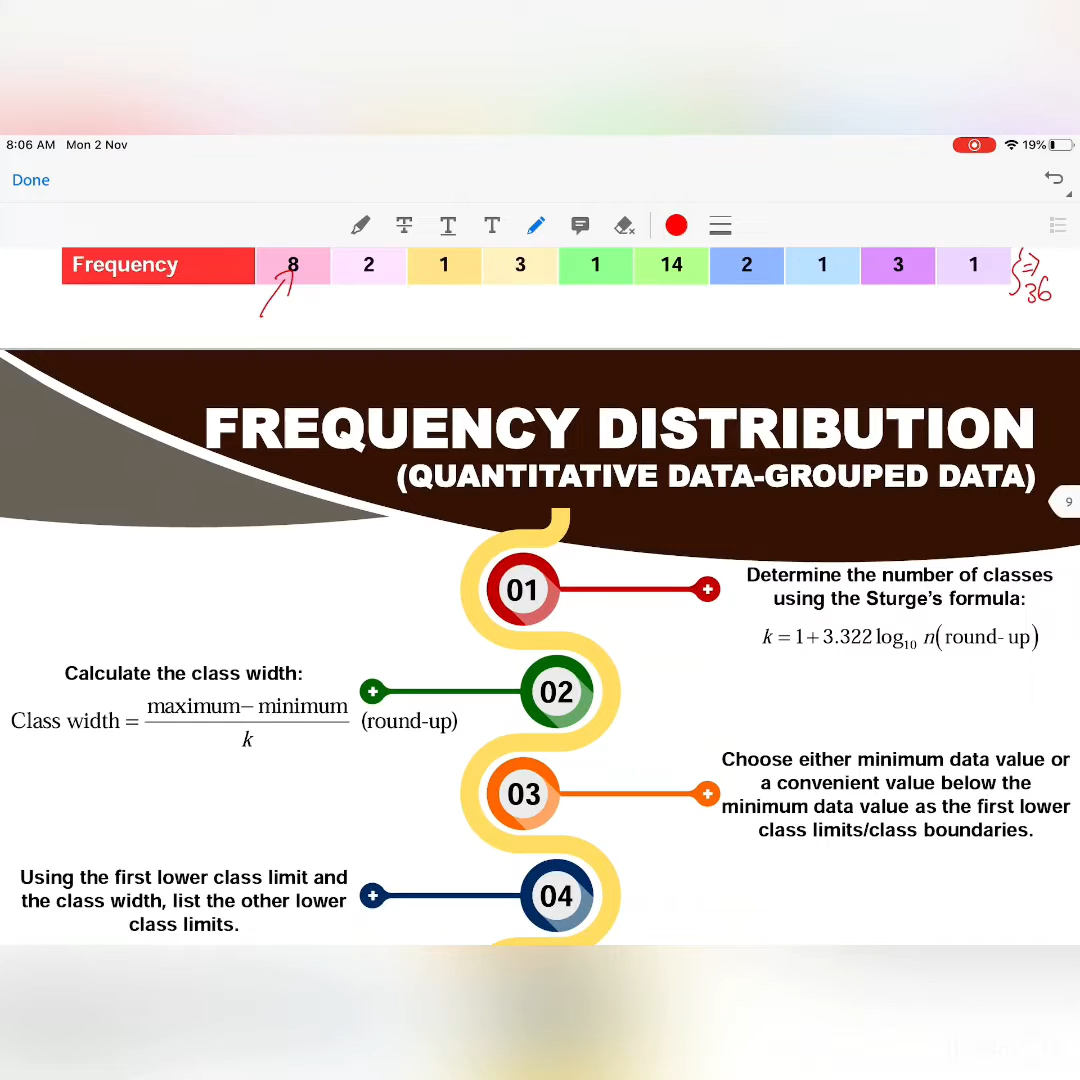 8:06 AM Mon 2 Nov
19%
Done
Frequency 8 2 1 3 1 14 2 1 3 1
⇒ 36
FREQUENCY DISTRIBUTION
(QUANTITATIVE DATA-GROUPED DATA)
9
01
Determine the number of classes
using the Sturge's formula:
k = 1+3.322 log₁₀ n(round-up)
Calculate the class width:
Class width = maximum − minimum / k (round-up)
02
03
Choose either minimum data value or
a convenient value below the
minimum data value as the first lower
class limits/class boundaries.
Using the first lower class limit and
the class width, list the other lower
class limits.
04